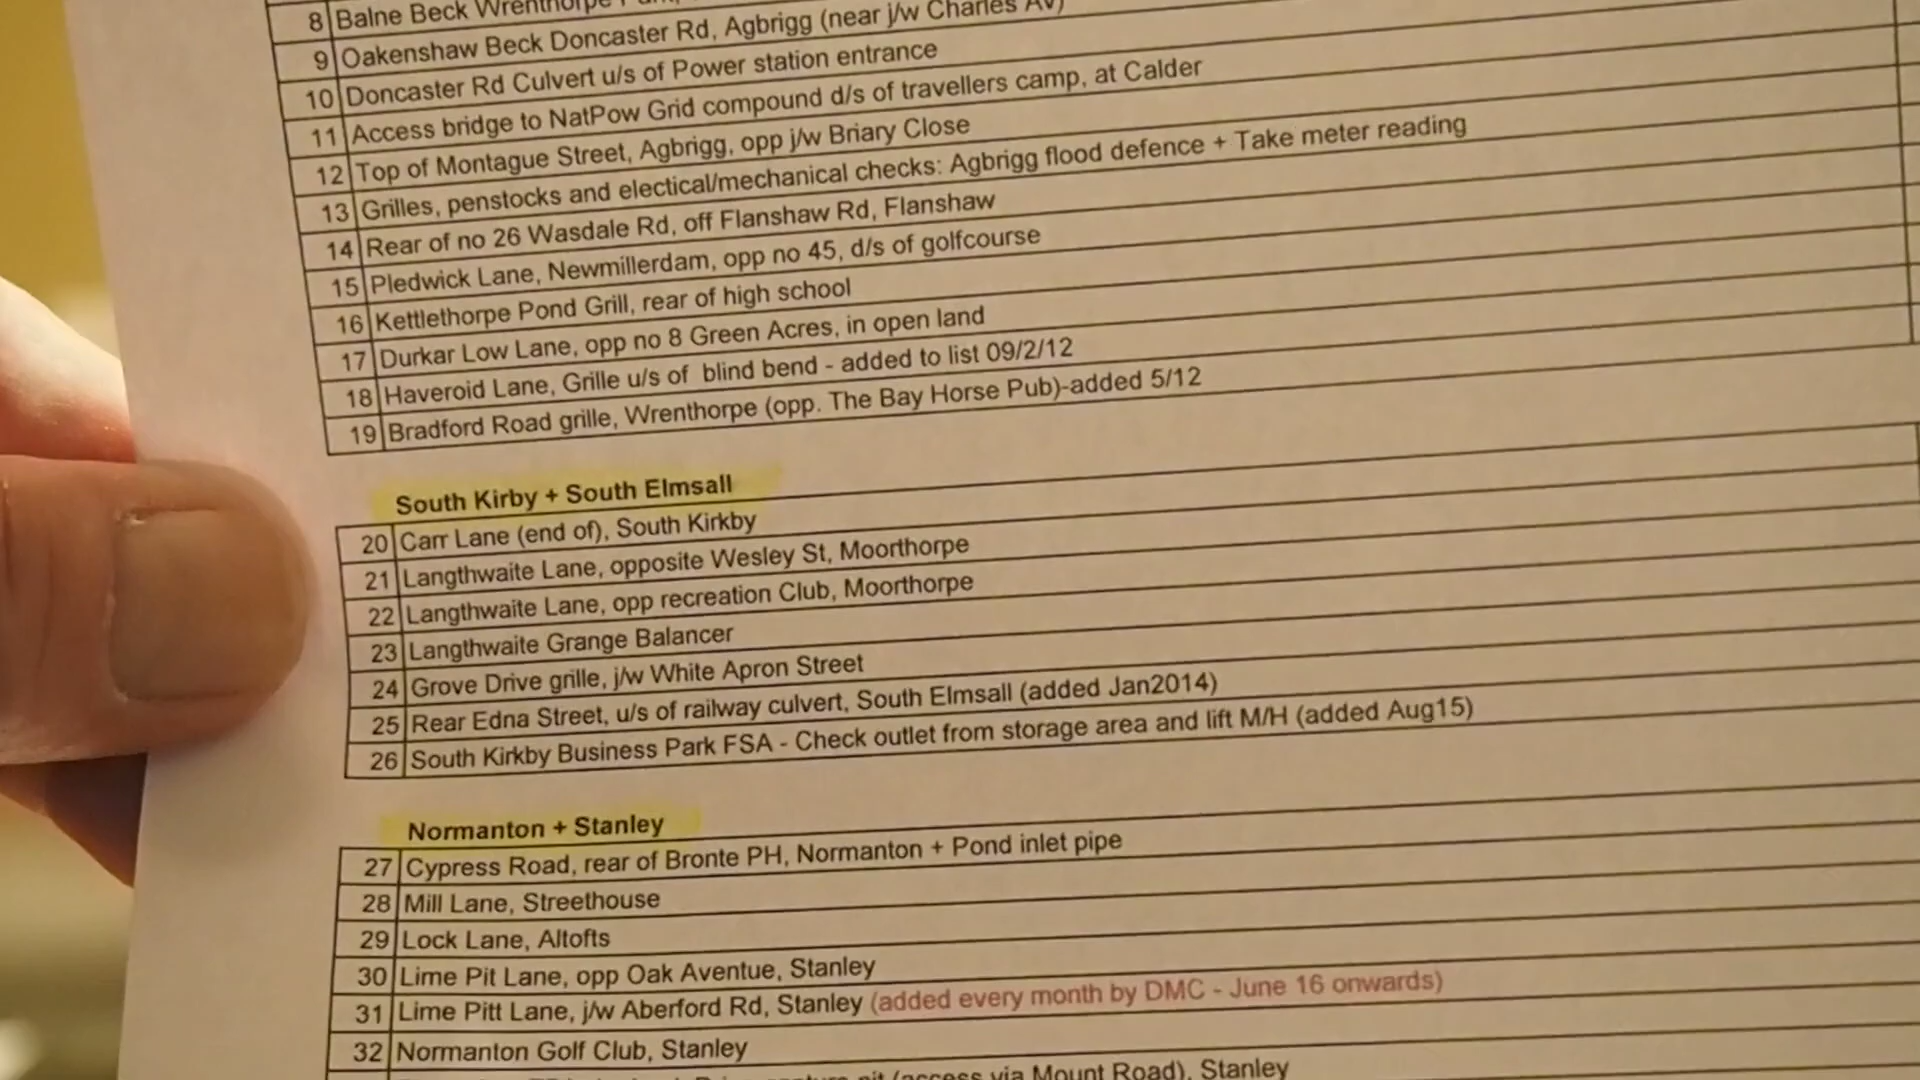 8 Balne Beck Wrenthorpe
9 Oakenshaw Beck Doncaster Rd, Agbrigg (near j/w Charles Av)
10 Doncaster Rd Culvert u/s of Power station entrance
11 Access bridge to NatPow Grid compound d/s of travellers camp, at Calder
12 Top of Montague Street, Agbrigg, opp j/w Briary Close
13 Grilles, penstocks and electical/mechanical checks: Agbrigg flood defence + Take meter reading
14 Rear of no 26 Wasdale Rd, off Flanshaw Rd, Flanshaw
15 Pledwick Lane, Newmillerdam, opp no 45, d/s of golfcourse
16 Kettlethorpe Pond Grill, rear of high school
17 Durkar Low Lane, opp no 8 Green Acres, in open land
18 Haveroid Lane, Grille u/s of blind bend - added to list 09/2/12
19 Bradford Road grille, Wrenthorpe (opp. The Bay Horse Pub)-added 5/12
South Kirby + South Elmsall
20 Carr Lane (end of), South Kirkby
21 Langthwaite Lane, opposite Wesley St, Moorthorpe
22 Langthwaite Lane, opp recreation Club, Moorthorpe
23 Langthwaite Grange Balancer
24 Grove Drive grille, j/w White Apron Street
25 Rear Edna Street, u/s of railway culvert, South Elmsall (added Jan2014)
26 South Kirkby Business Park FSA - Check outlet from storage area and lift M/H (added Aug15)
Normanton + Stanley
27 Cypress Road, rear of Bronte PH, Normanton + Pond inlet pipe
28 Mill Lane, Streethouse
29 Lock Lane, Altofts
30 Lime Pit Lane, opp Oak Aventue, Stanley
31 Lime Pitt Lane, j/w Aberford Rd, Stanley (added every month by DMC - June 16 onwards)
32 Normanton Golf Club, Stanley
(access via Mount Road), Stanley